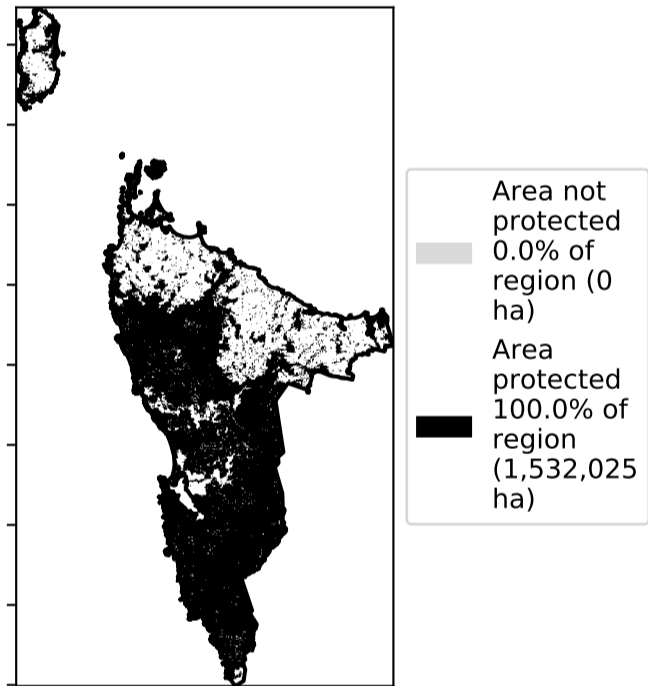 Area not
protected
0.0% of
region (0
ha)
Area
protected
100.0% of
region
(1,532,025
ha)